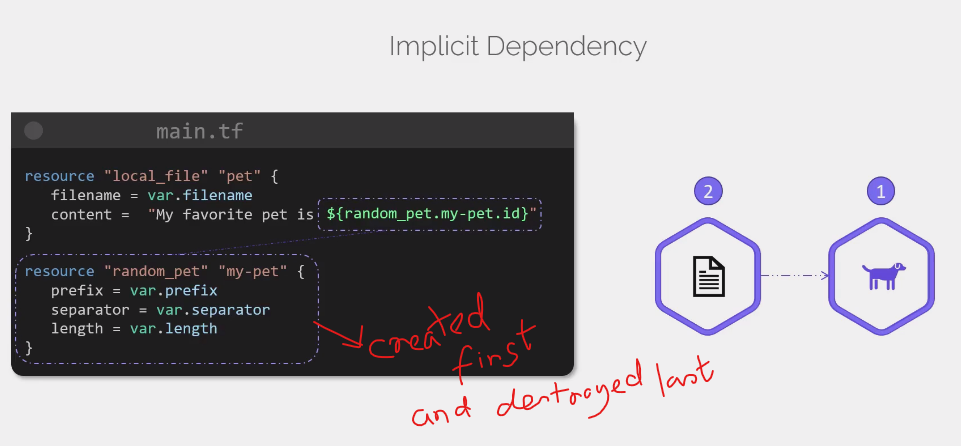 Implicit Dependency
main.tf
resource "local_file" "pet" {
filename = var.filename
content = "My favorite pet is ${random_pet.my-pet.id}"
}
resource "random_pet" "my-pet" {
prefix = var.prefix
separator = var.separator
length = var.length
}
created
first
and destroyed last
2
1